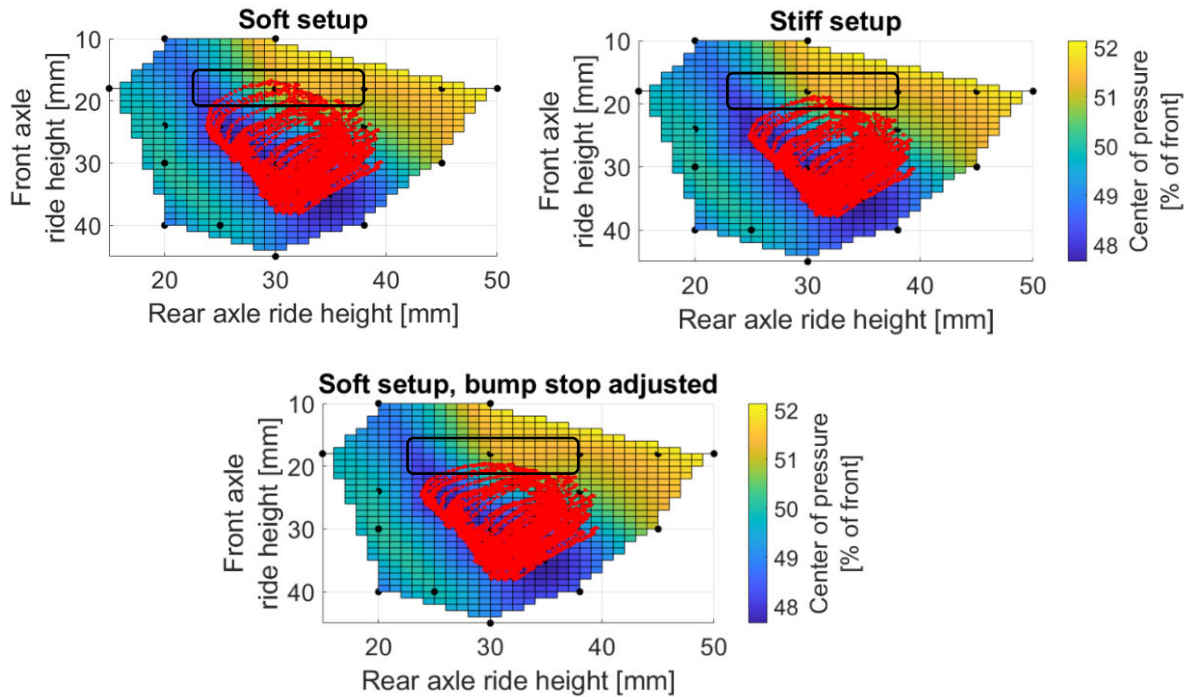 Soft setup
10
20
30
40
20
30
40
50
Front axle
ride height [mm]
Rear axle ride height [mm]
Stiff setup
10
20
30
40
20
30
40
50
Front axle
ride height [mm]
Rear axle ride height [mm]
52
51
50
49
48
Center of pressure
[% of front]
Soft setup, bump stop adjusted
10
20
30
40
20
30
40
50
Front axle
ride height [mm]
Rear axle ride height [mm]
52
51
50
49
48
Center of pressure
[% of front]